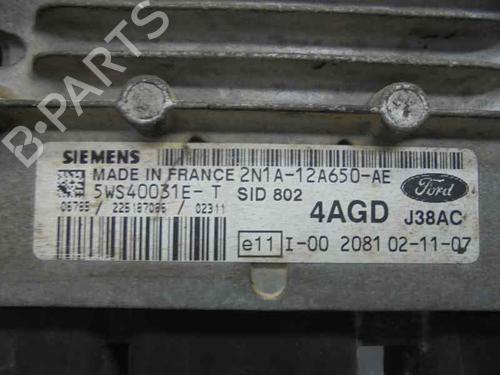 B-PARTS
SIEMENS
MADE IN FRANCE 2N1A-12A650-AE
5WS40031E- T SID 802
06785/ 225187086 / 02311
4AGD J38AC
Ford
e11 I-00 2081 02-11-07